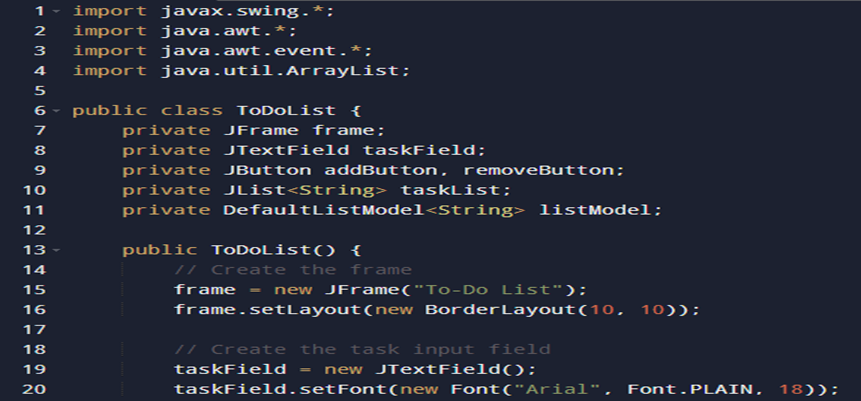 1 import javax.swing.*;
2 import java.awt.*;
3 import java.awt.event.*;
4 import java.util.ArrayList;
5
6 public class ToDoList {
7     private JFrame frame;
8     private JTextField taskField;
9     private JButton addButton, removeButton;
10     private JList<String> taskList;
11     private DefaultListModel<String> listModel;
12
13     public ToDoList() {
14         // Create the frame
15         frame = new JFrame("To-Do List");
16         frame.setLayout(new BorderLayout(10, 10));
17
18         // Create the task input field
19         taskField = new JTextField();
20         taskField.setFont(new Font("Arial", Font.PLAIN, 18));